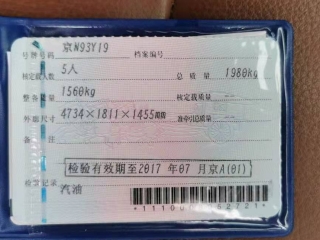 号牌号码 京N93Y19 档案编号
核定载人数 5人 总质量 1980kg
整备质量 1560kg 核定载质量 --
外廓尺寸 4734×1811×1455mm 准牵引总质量 --
备注
检验有效期至2017年07月京A(01)
检验记录
汽油